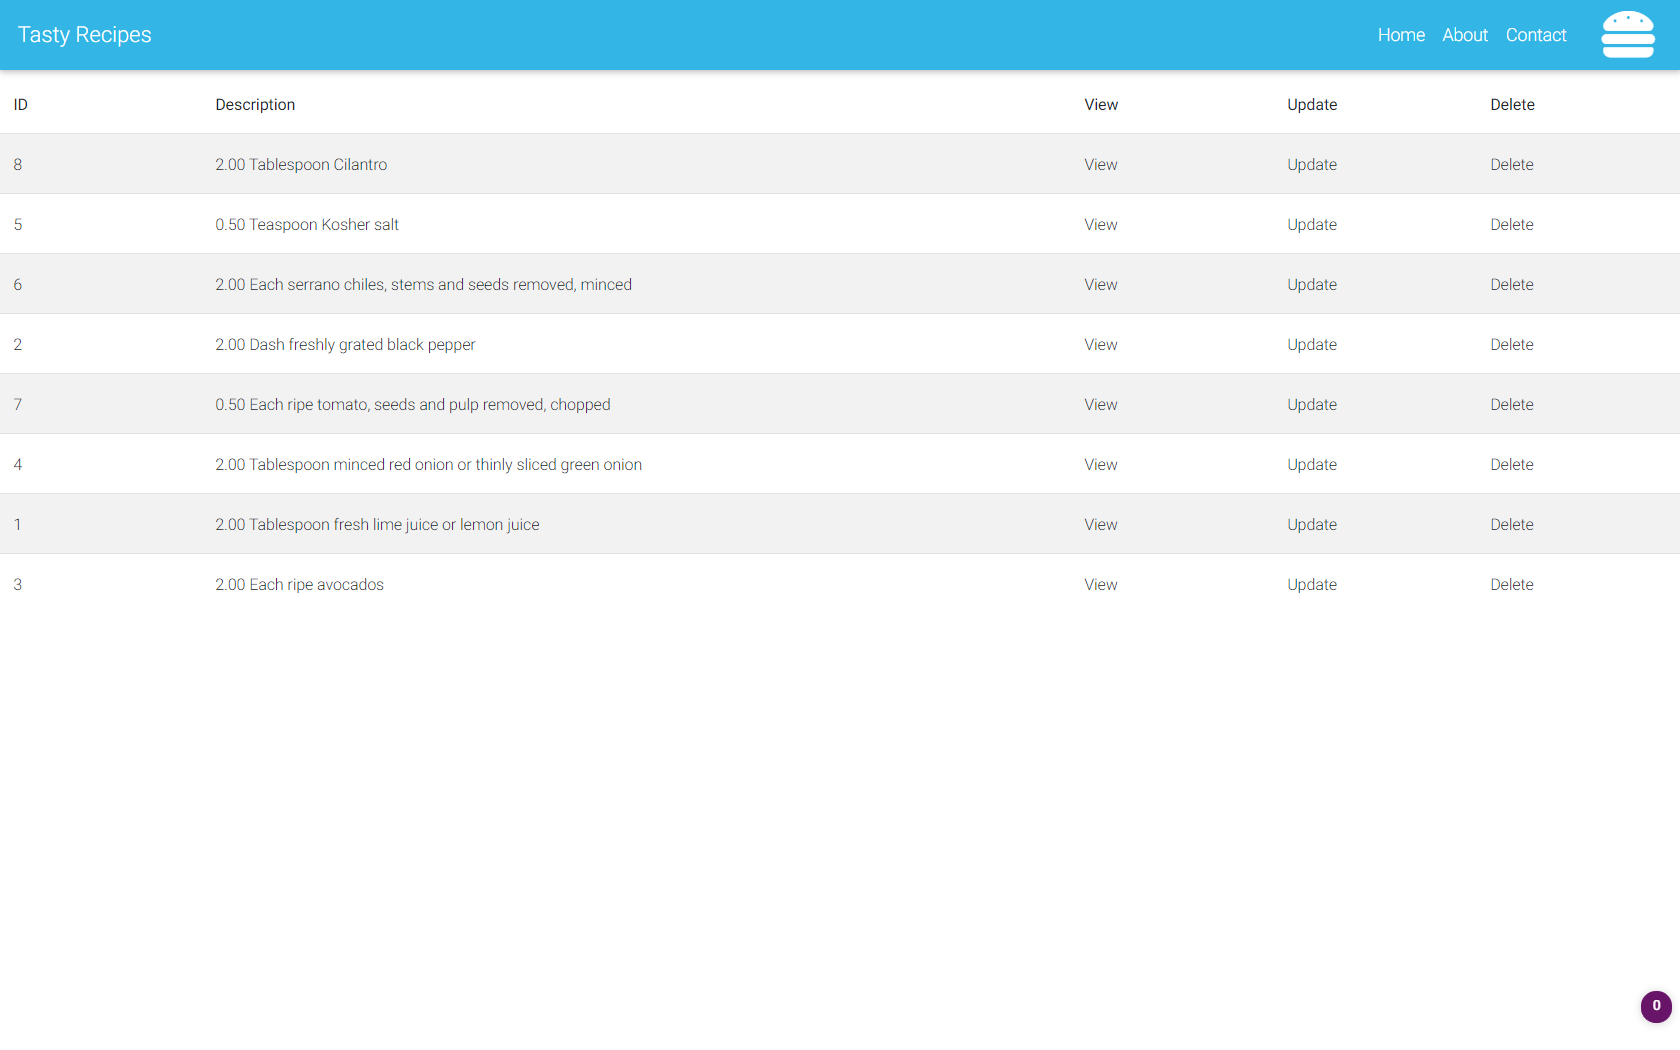 Tasty Recipes Home About Contact
ID Description View Update Delete
8 2.00 Tablespoon Cilantro View Update Delete
5 0.50 Teaspoon Kosher salt View Update Delete
6 2.00 Each serrano chiles, stems and seeds removed, minced View Update Delete
2 2.00 Dash freshly grated black pepper View Update Delete
7 0.50 Each ripe tomato, seeds and pulp removed, chopped View Update Delete
4 2.00 Tablespoon minced red onion or thinly sliced green onion View Update Delete
1 2.00 Tablespoon fresh lime juice or lemon juice View Update Delete
3 2.00 Each ripe avocados View Update Delete
0